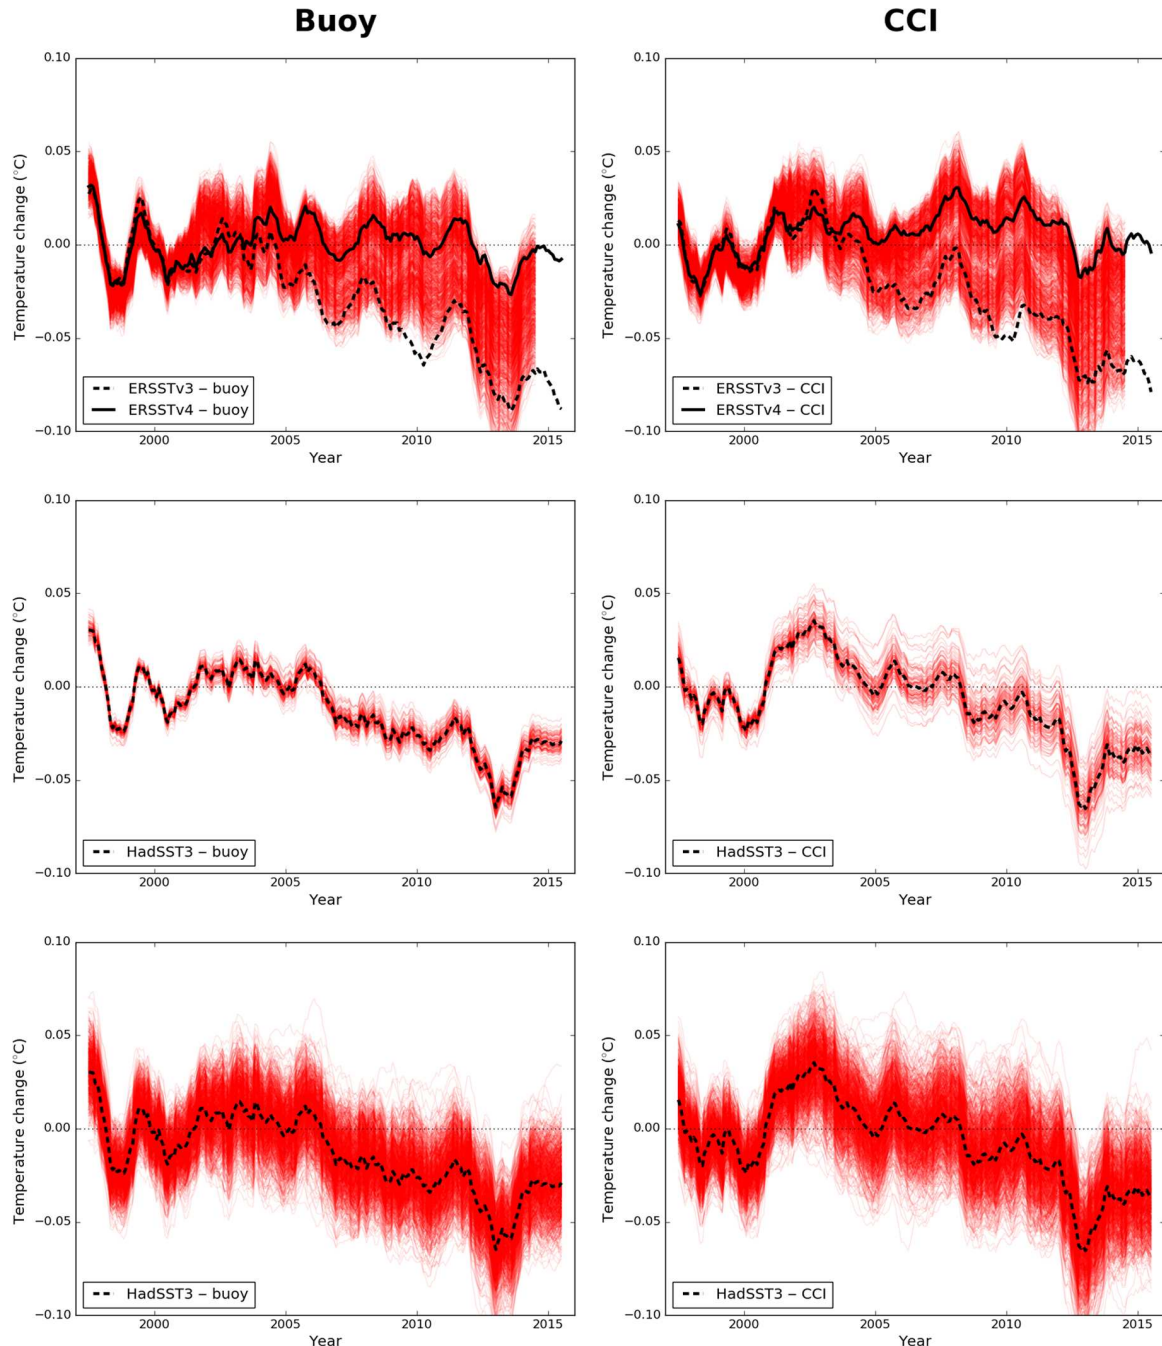 Buoy
CCI
0.10
0.05
0.00
−0.05
−0.10
Temperature change (°C)
ERSSTv3 − buoy
ERSSTv4 − buoy
2000
2005
2010
2015
Year
0.10
0.05
0.00
−0.05
−0.10
Temperature change (°C)
ERSSTv3 − CCI
ERSSTv4 − CCI
2000
2005
2010
2015
Year
0.10
0.05
0.00
−0.05
−0.10
Temperature change (°C)
HadSST3 − buoy
2000
2005
2010
2015
Year
0.10
0.05
0.00
−0.05
−0.10
Temperature change (°C)
HadSST3 − CCI
2000
2005
2010
2015
Year
0.10
0.05
0.00
−0.05
−0.10
Temperature change (°C)
HadSST3 − buoy
2000
2005
2010
2015
Year
0.10
0.05
0.00
−0.05
−0.10
Temperature change (°C)
HadSST3 − CCI
2000
2005
2010
2015
Year